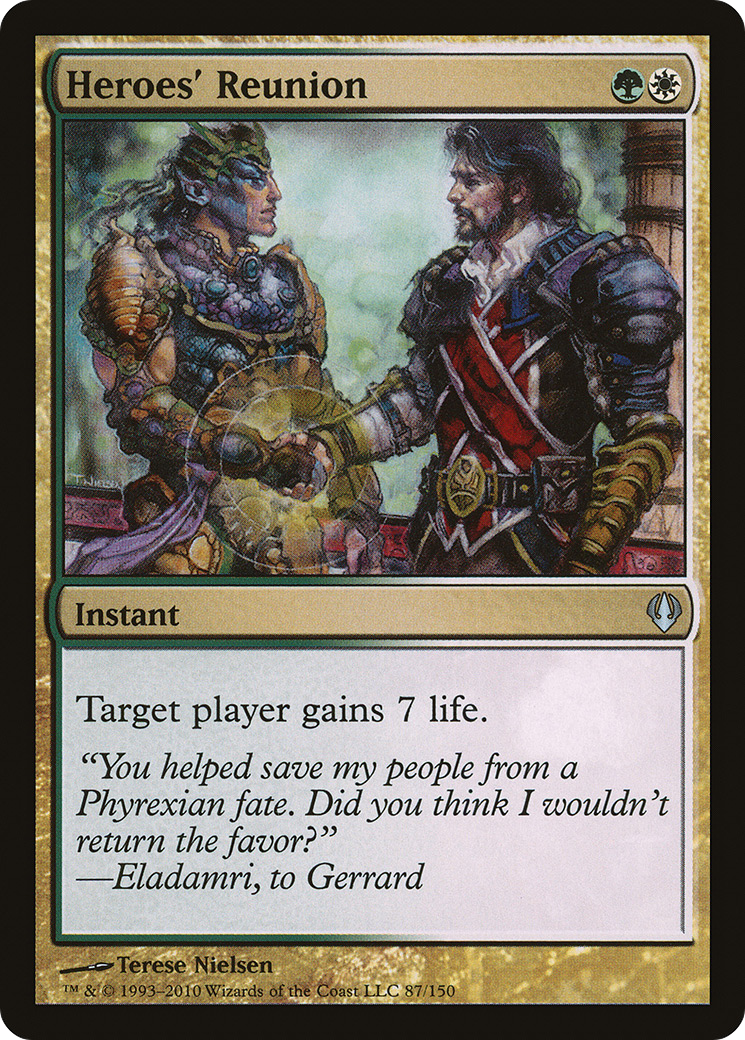 Heroes' Reunion
T. Nielsen
Instant
Target player gains 7 life.
“You helped save my people from a
Phyrexian fate. Did you think I wouldn’t
return the favor?”
—Eladamri, to Gerrard
Terese Nielsen
™ & © 1993–2010 Wizards of the Coast LLC 87/150